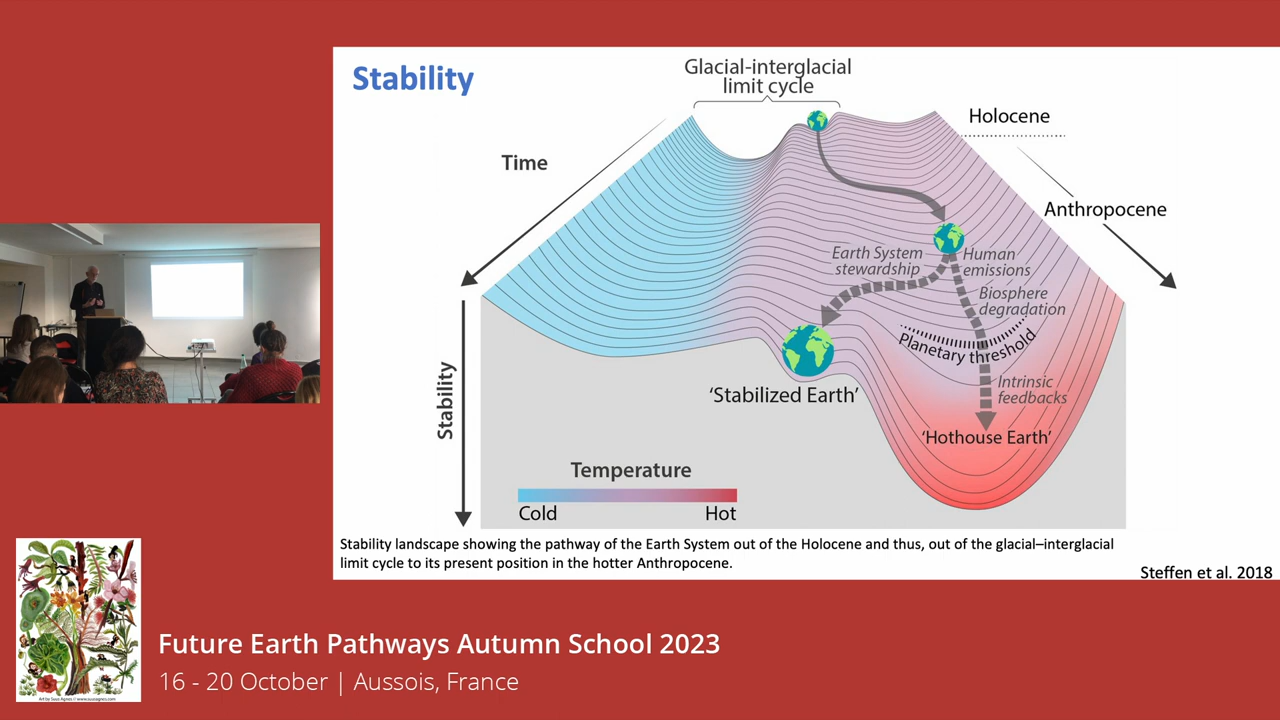 Stability
Glacial-interglacial
limit cycle
Holocene
Time
Anthropocene
Earth System
stewardship
Human
emissions
Biosphere
degradation
Planetary threshold
Intrinsic
feedbacks
Stability
‘Stabilized Earth’
‘Hothouse Earth’
Temperature
Cold
Hot
Stability landscape showing the pathway of the Earth System out of the Holocene and thus, out of the glacial–interglacial
limit cycle to its present position in the hotter Anthropocene.
Steffen et al. 2018
Future Earth Pathways Autumn School 2023
16 - 20 October | Aussois, France